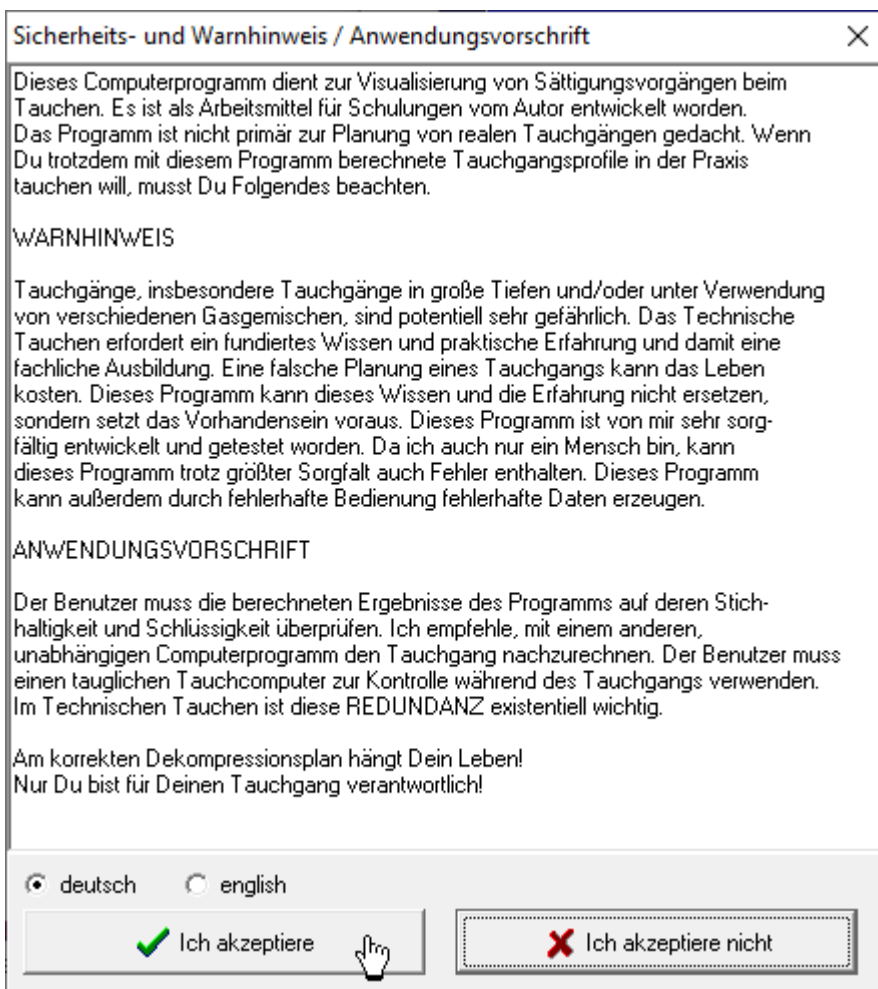 Sicherheits- und Warnhinweis / Anwendungsvorschrift
Dieses Computerprogramm dient zur Visualisierung von Sättigungsvorgängen beim
Tauchen. Es ist als Arbeitsmittel für Schulungen vom Autor entwickelt worden.
Das Programm ist nicht primär zur Planung von realen Tauchgängen gedacht. Wenn
Du trotzdem mit diesem Programm berechnete Tauchgangsprofile in der Praxis
tauchen will, musst Du Folgendes beachten.
WARNHINWEIS
Tauchgänge, insbesondere Tauchgänge in große Tiefen und/oder unter Verwendung
von verschiedenen Gasgemischen, sind potentiell sehr gefährlich. Das Technische
Tauchen erfordert ein fundiertes Wissen und praktische Erfahrung und damit eine
fachliche Ausbildung. Eine falsche Planung eines Tauchgangs kann das Leben
kosten. Dieses Programm kann dieses Wissen und die Erfahrung nicht ersetzen,
sondern setzt das Vorhandensein voraus. Dieses Programm ist von mir sehr sorg-
fältig entwickelt und getestet worden. Da ich auch nur ein Mensch bin, kann
dieses Programm trotz größter Sorgfalt auch Fehler enthalten. Dieses Programm
kann außerdem durch fehlerhafte Bedienung fehlerhafte Daten erzeugen.
ANWENDUNGSVORSCHRIFT
Der Benutzer muss die berechneten Ergebnisse des Programms auf deren Stich-
haltigkeit und Schlüssigkeit überprüfen. Ich empfehle, mit einem anderen,
unabhängigen Computerprogramm den Tauchgang nachzurechnen. Der Benutzer muss
einen tauglichen Tauchcomputer zur Kontrolle während des Tauchgangs verwenden.
Im Technischen Tauchen ist diese REDUNDANZ existentiell wichtig.
Am korrekten Dekompressionsplan hängt Dein Leben!
Nur Du bist für Deinen Tauchgang verantwortlich!
deutsch english
Ich akzeptiere Ich akzeptiere nicht